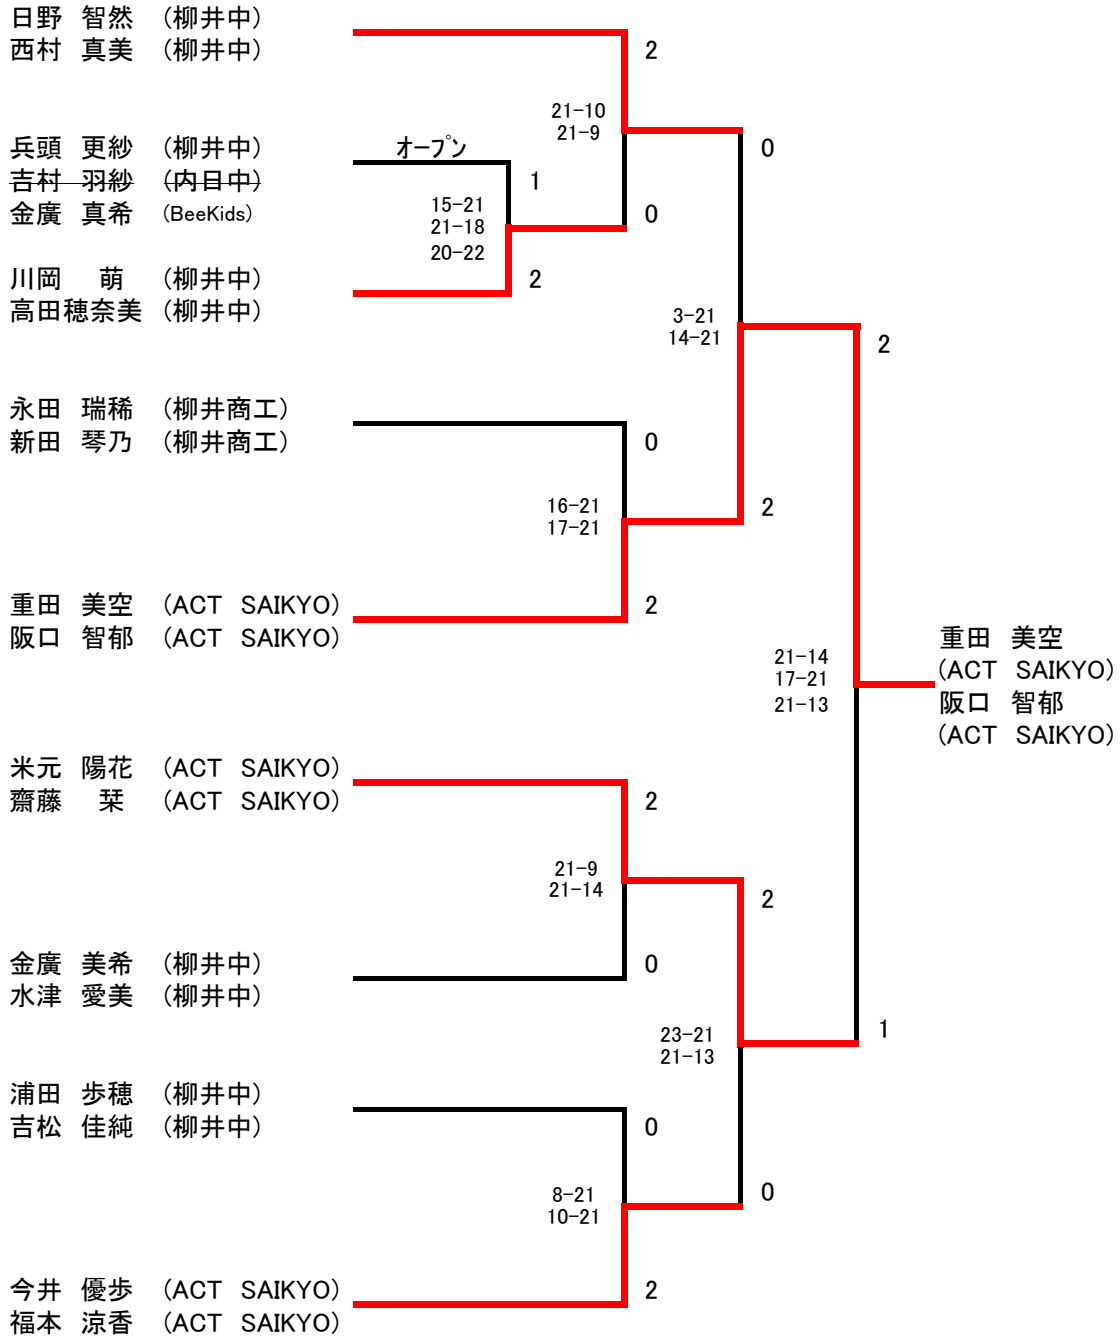 日野　智然　（柳井中）
西村　真美　（柳井中）
2
21-10
21-9
0
兵頭　更紗　（柳井中）
オープン
吉村　羽紗　（内日中）
1
金廣　真希　(BeeKids)
15-21
21-18
20-22
0
川岡　萌　（柳井中）
2
高田穂奈美　（柳井中）
3-21
14-21
2
永田　瑞稀　（柳井商工）
新田　琴乃　（柳井商工）
0
16-21
17-21
2
重田　美空　（ACT　SAIKYO）
2
阪口　智郁　（ACT　SAIKYO）
21-14
17-21
21-13
重田　美空
（ACT　SAIKYO）
阪口　智郁
（ACT　SAIKYO）
米元　陽花　（ACT　SAIKYO）
齋藤　栞　（ACT　SAIKYO）
2
21-9
21-14
2
金廣　美希　（柳井中）
0
水津　愛美　（柳井中）
23-21
21-13
1
浦田　歩穂　（柳井中）
吉松　佳純　（柳井中）
0
8-21
10-21
0
今井　優歩　（ACT　SAIKYO）
2
福本　涼香　（ACT　SAIKYO）